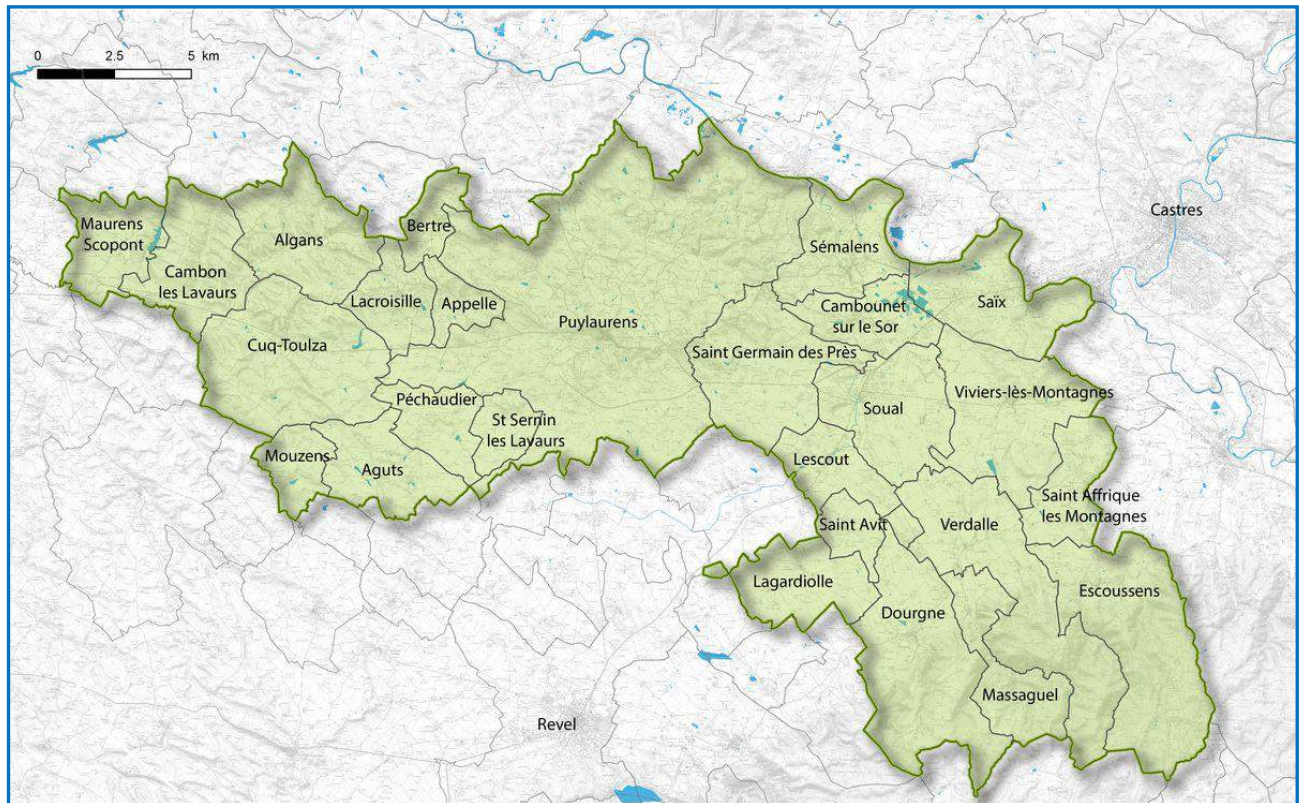 0 2.5 5 km
Castres
Maurens
Scopont
Algans
Bertre
Sémalens
Cambon
les Lavaurs
Lacroisille
Appelle
Cambounet
sur le Sor
Saïx
Puylaurens
Cuq-Toulza
Saint Germain des Près
Viviers-lès-Montagnes
Péchaudier
Soual
St Sernin
les Lavaurs
Mouzens
Aguts
Lescout
Saint Affrique
les Montagnes
Saint Avit
Verdalle
Lagardiolle
Escoussens
Dourgne
Massaguel
Revel